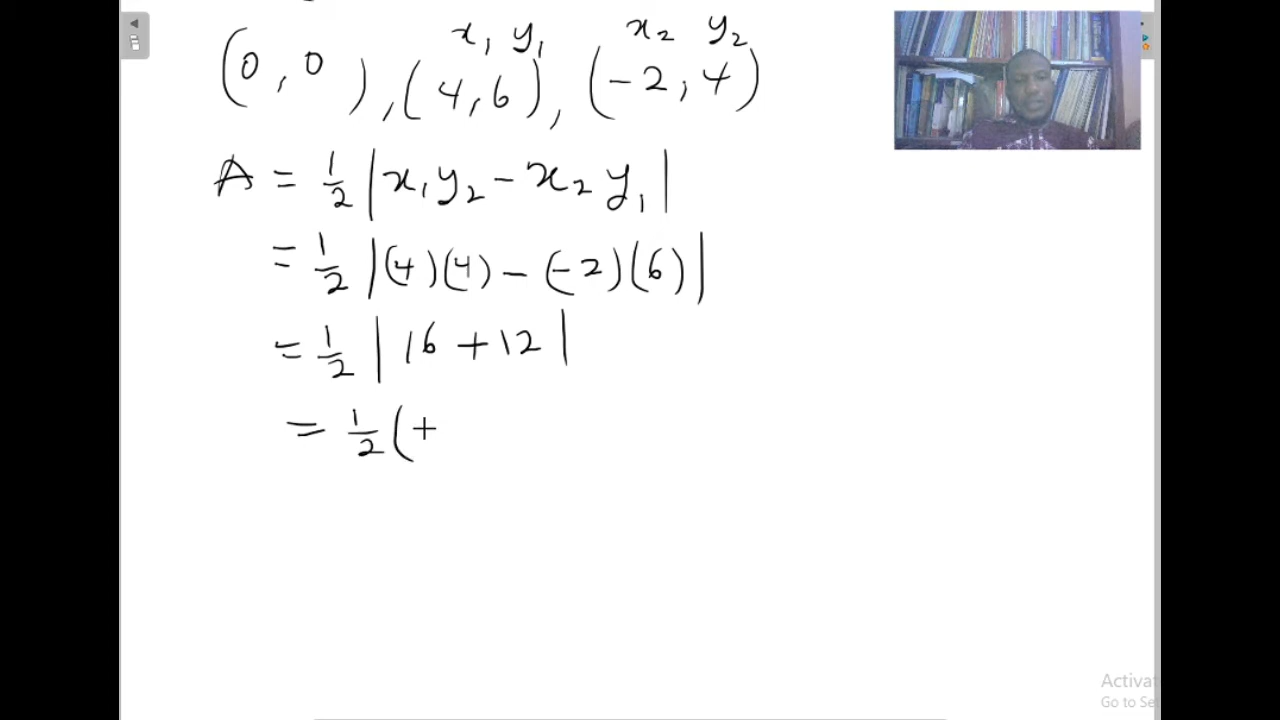 x₁ y₁ x₂ y₂
(0, 0), (4, 6), (-2, 4)
A = 1/2 |x₁y₂ - x₂y₁|
= 1/2 |(4)(4) - (-2)(6)|
= 1/2 |16 + 12|
= 1/2 (+
Activat
Go to Se